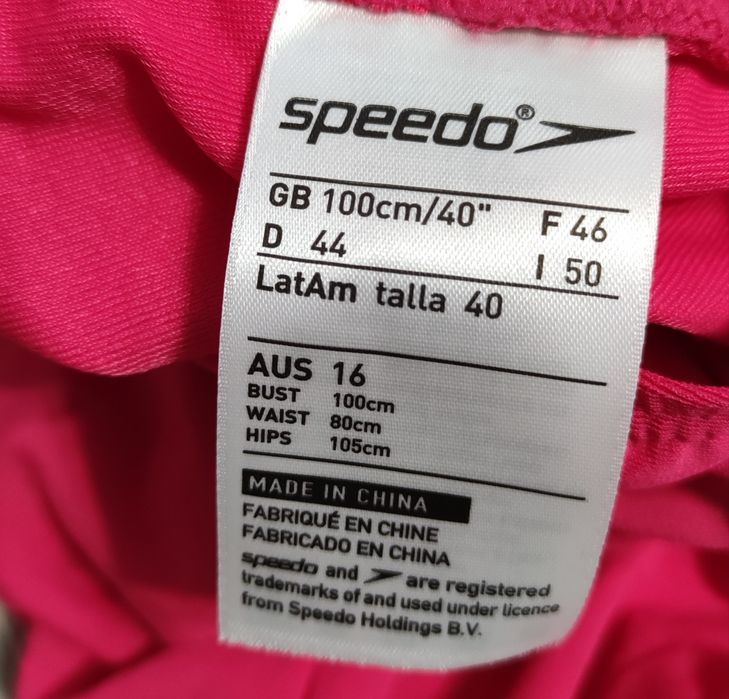 speedo®
GB 100cm/40" F 46
D 44 I 50
LatAm talla 40
AUS 16
BUST 100cm
WAIST 80cm
HIPS 105cm
MADE IN CHINA
FABRIQUÉ EN CHINE
FABRICADO EN CHINA
speedo and are registered
trademarks of and used under licence
from Speedo Holdings B.V.